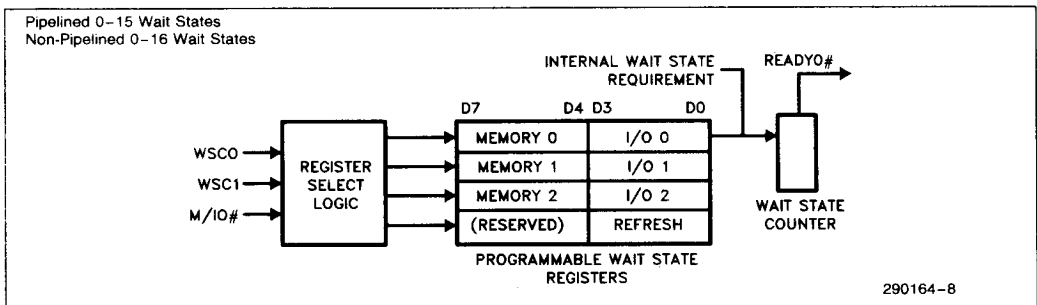 Pipelined 0–15 Wait States
Non-Pipelined 0–16 Wait States
INTERNAL WAIT STATE
REQUIREMENT
READYO#
D7 D4 D3 D0
WSC0
WSC1
M/IO#
REGISTER
SELECT
LOGIC
MEMORY 0 I/O 0
MEMORY 1 I/O 1
MEMORY 2 I/O 2
(RESERVED) REFRESH
PROGRAMMABLE WAIT STATE
REGISTERS
WAIT STATE
COUNTER
290164–8